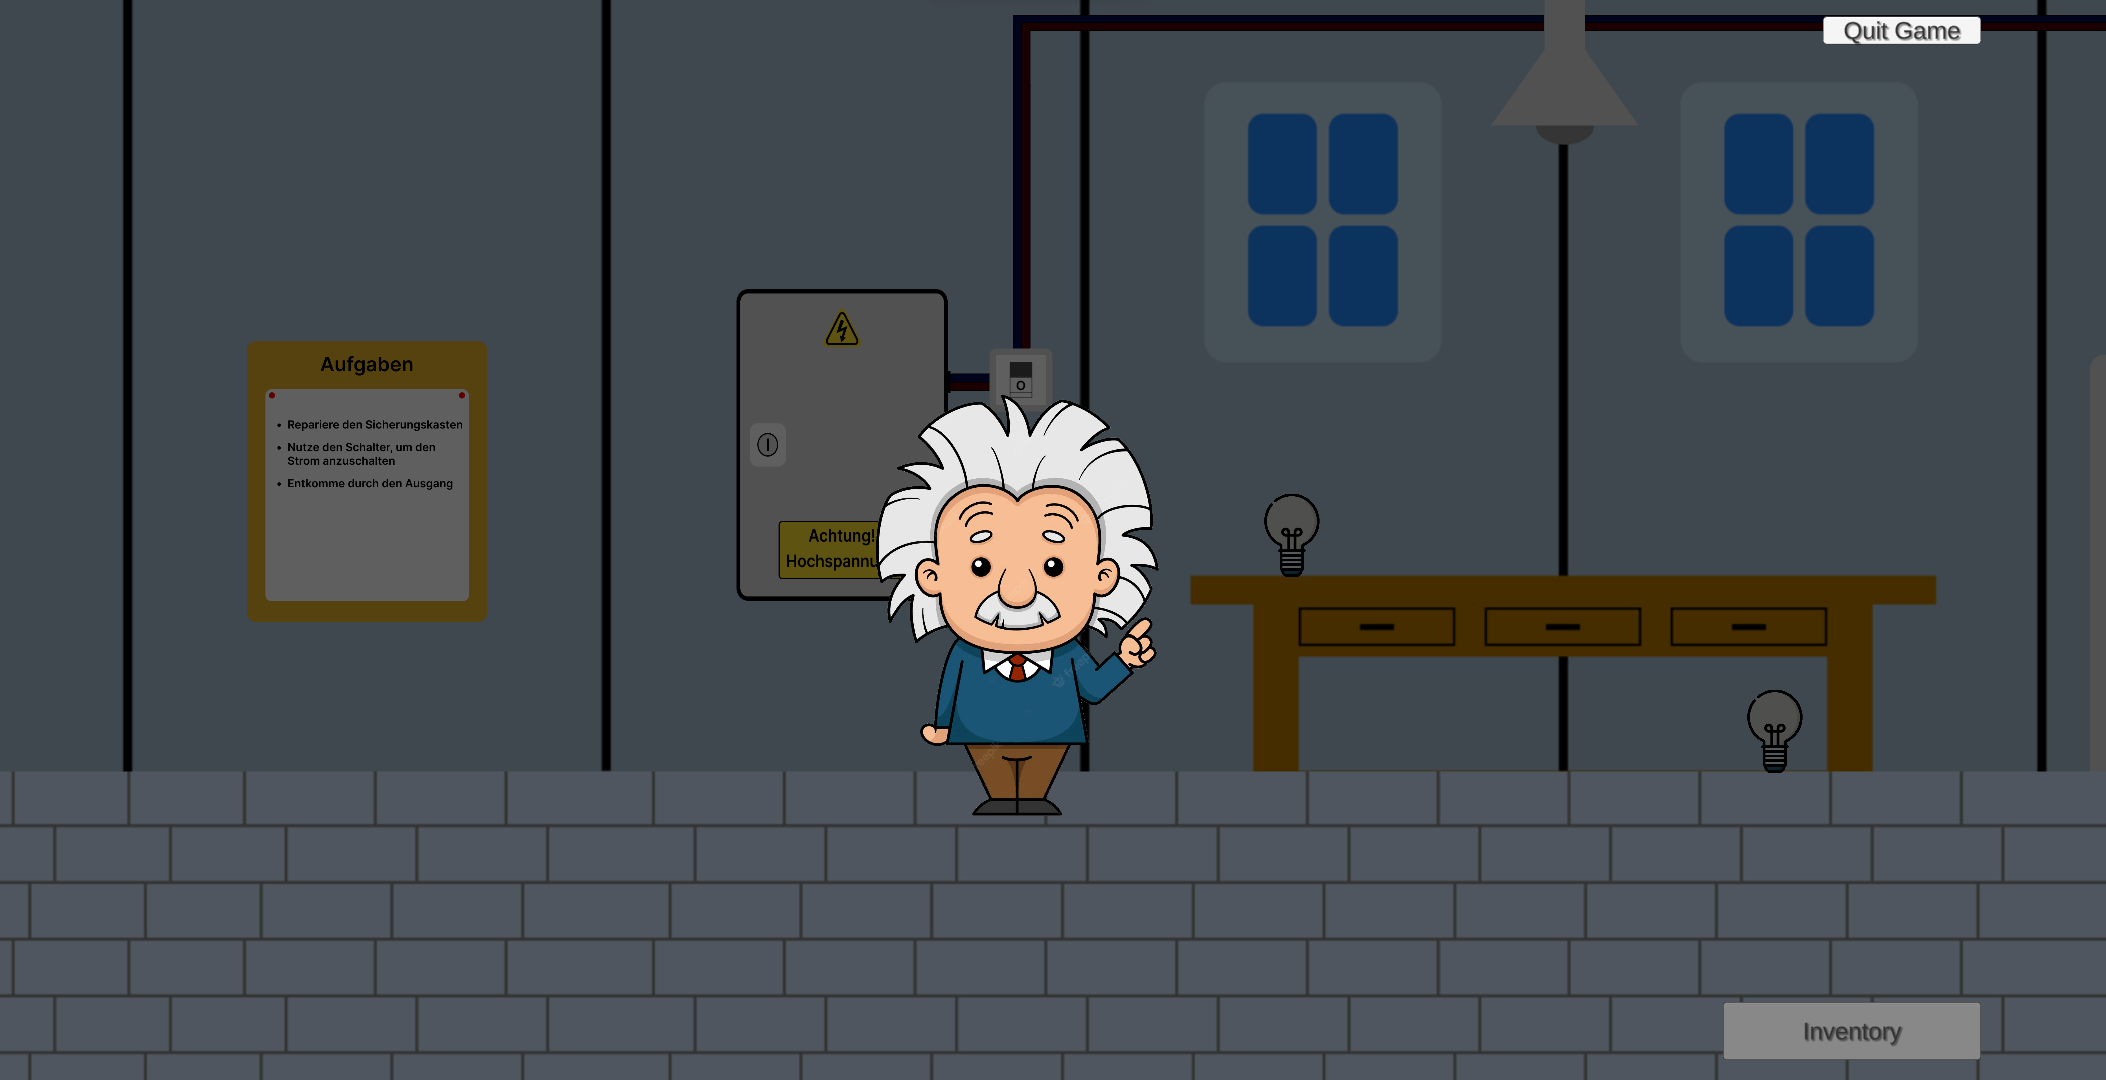 Quit Game
Aufgaben
• Repariere den Sicherungskasten
• Nutze den Schalter, um den
Strom anzuschalten
• Entkomme durch den Ausgang
O
Achtung!
Hochspannu
Inventory